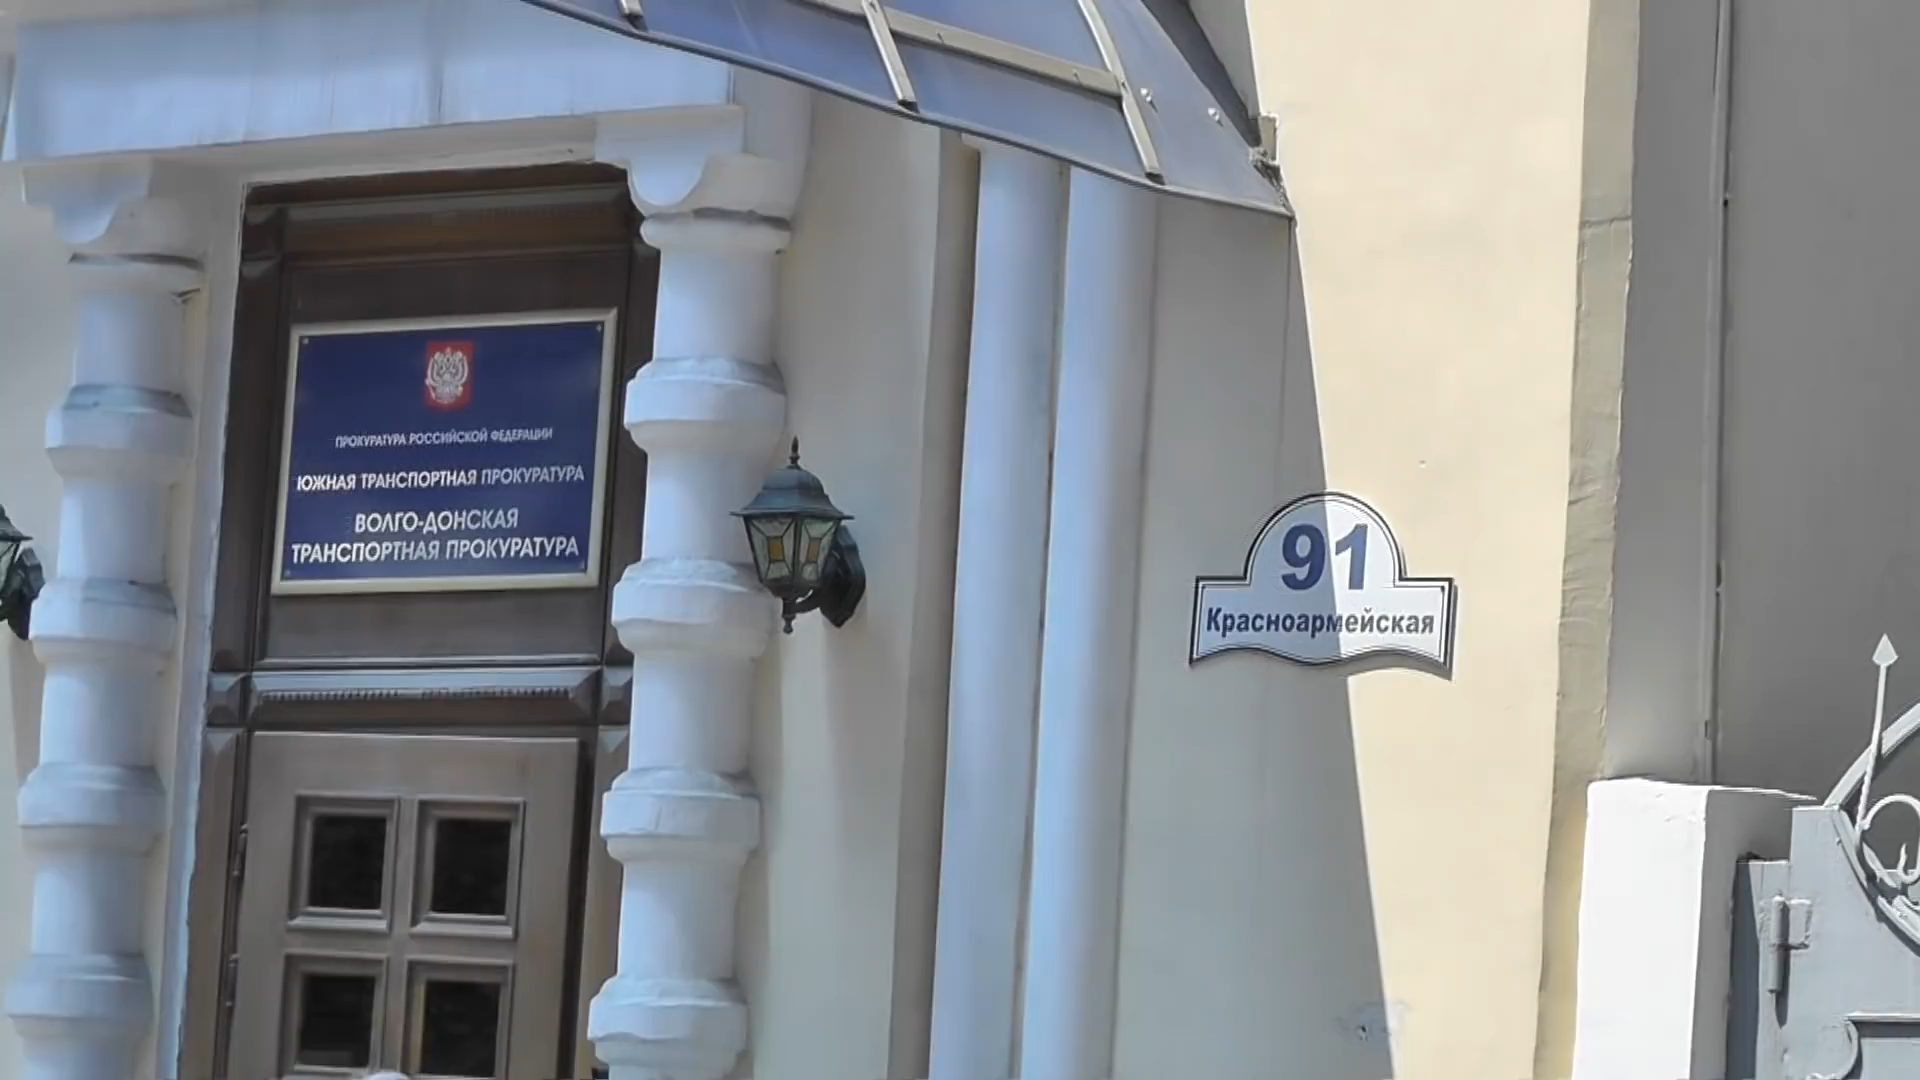 ПРОКУРАТУРА РОССИЙСКОЙ ФЕДЕРАЦИИ
ЮЖНАЯ ТРАНСПОРТНАЯ ПРОКУРАТУРА
ВОЛГО-ДОНСКАЯ
ТРАНСПОРТНАЯ ПРОКУРАТУРА
91
Красноармейская